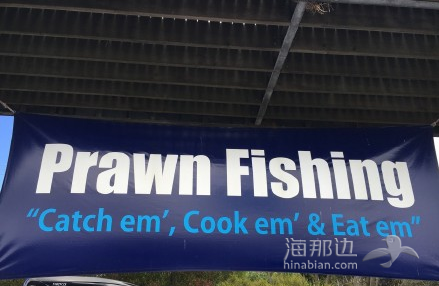 Prawn Fishing
“Catch em’, Cook em’ & Eat em”
海那边
hinabian.com